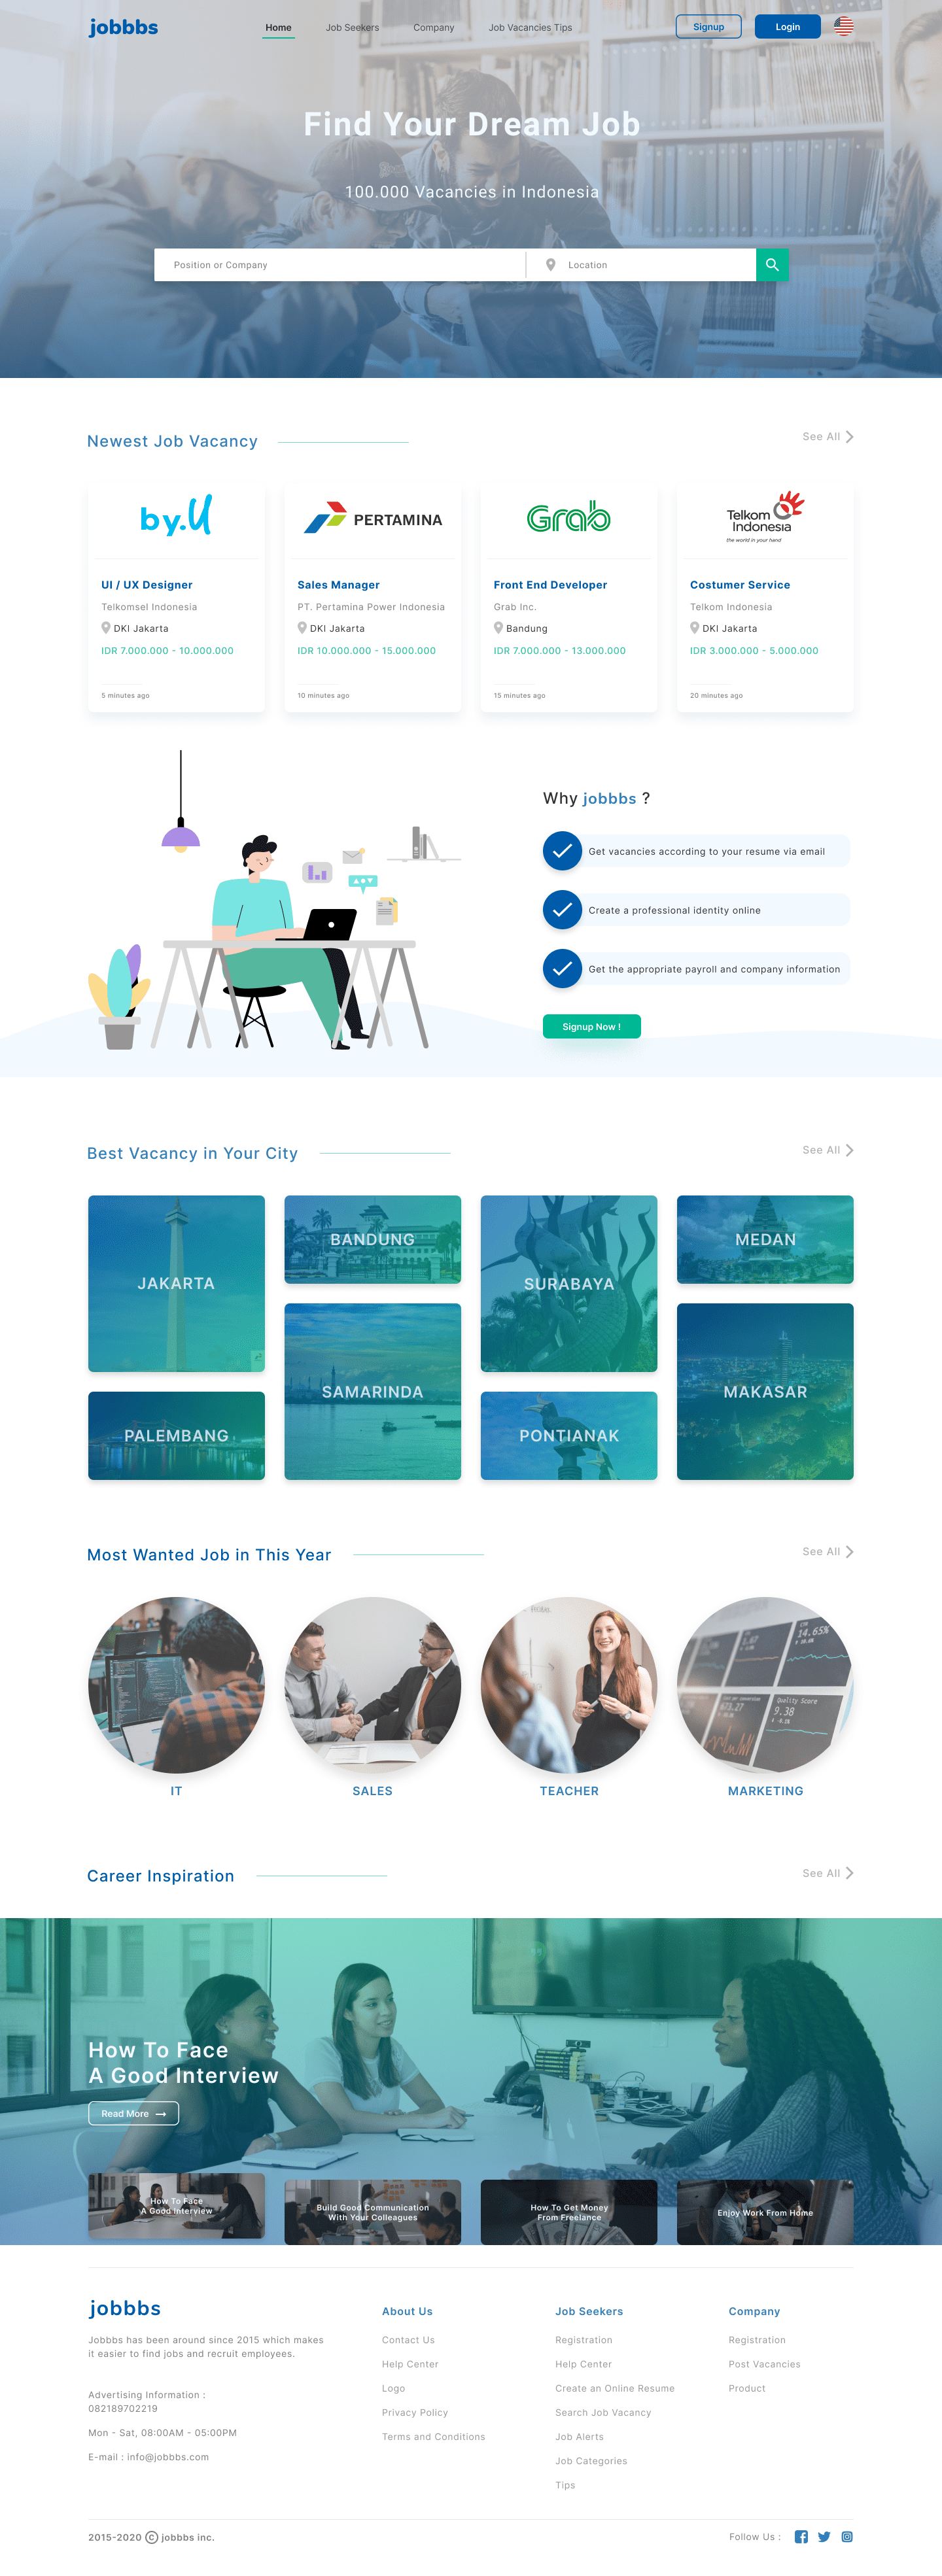 jobbbs
Home
Job Seekers
Company
Job Vacancies Tips
Signup
Login
Find Your Dream Job
100.000 Vacancies in Indonesia
Position or Company
Location
Newest Job Vacancy
See All
by.U
PERTAMINA
Grab
Telkom
Indonesia
the world in your hand
UI / UX Designer
Telkomsel Indonesia
DKI Jakarta
IDR 7.000.000 - 10.000.000
5 minutes ago
Sales Manager
PT. Pertamina Power Indonesia
DKI Jakarta
IDR 10.000.000 - 15.000.000
10 minutes ago
Front End Developer
Grab Inc.
Bandung
IDR 7.000.000 - 13.000.000
15 minutes ago
Costumer Service
Telkom Indonesia
DKI Jakarta
IDR 3.000.000 - 5.000.000
20 minutes ago
Why jobbbs ?
Get vacancies according to your resume via email
Create a professional identity online
Get the appropriate payroll and company information
Signup Now !
Best Vacancy in Your City
See All
JAKARTA
BANDUNG
SURABAYA
MEDAN
PALEMBANG
SAMARINDA
PONTIANAK
MAKASAR
Most Wanted Job in This Year
See All
14.65%
Quality Score
9.38
IT
SALES
TEACHER
MARKETING
Career Inspiration
See All
How To Face
A Good Interview
Read More
How To Face
A Good Interview
Build Good Communication
With Your Colleagues
How To Get Money
From Freelance
Enjoy Work From Home
jobbbs
Jobbbs has been around since 2015 which makes
it easier to find jobs and recruit employees.
Advertising Information :
082189702219
Mon - Sat, 08:00AM - 05:00PM
E-mail : info@jobbbs.com
About Us
Contact Us
Help Center
Logo
Privacy Policy
Terms and Conditions
Job Seekers
Registration
Help Center
Create an Online Resume
Search Job Vacancy
Job Alerts
Job Categories
Tips
Company
Registration
Post Vacancies
Product
2015-2020 © jobbbs inc.
Follow Us :